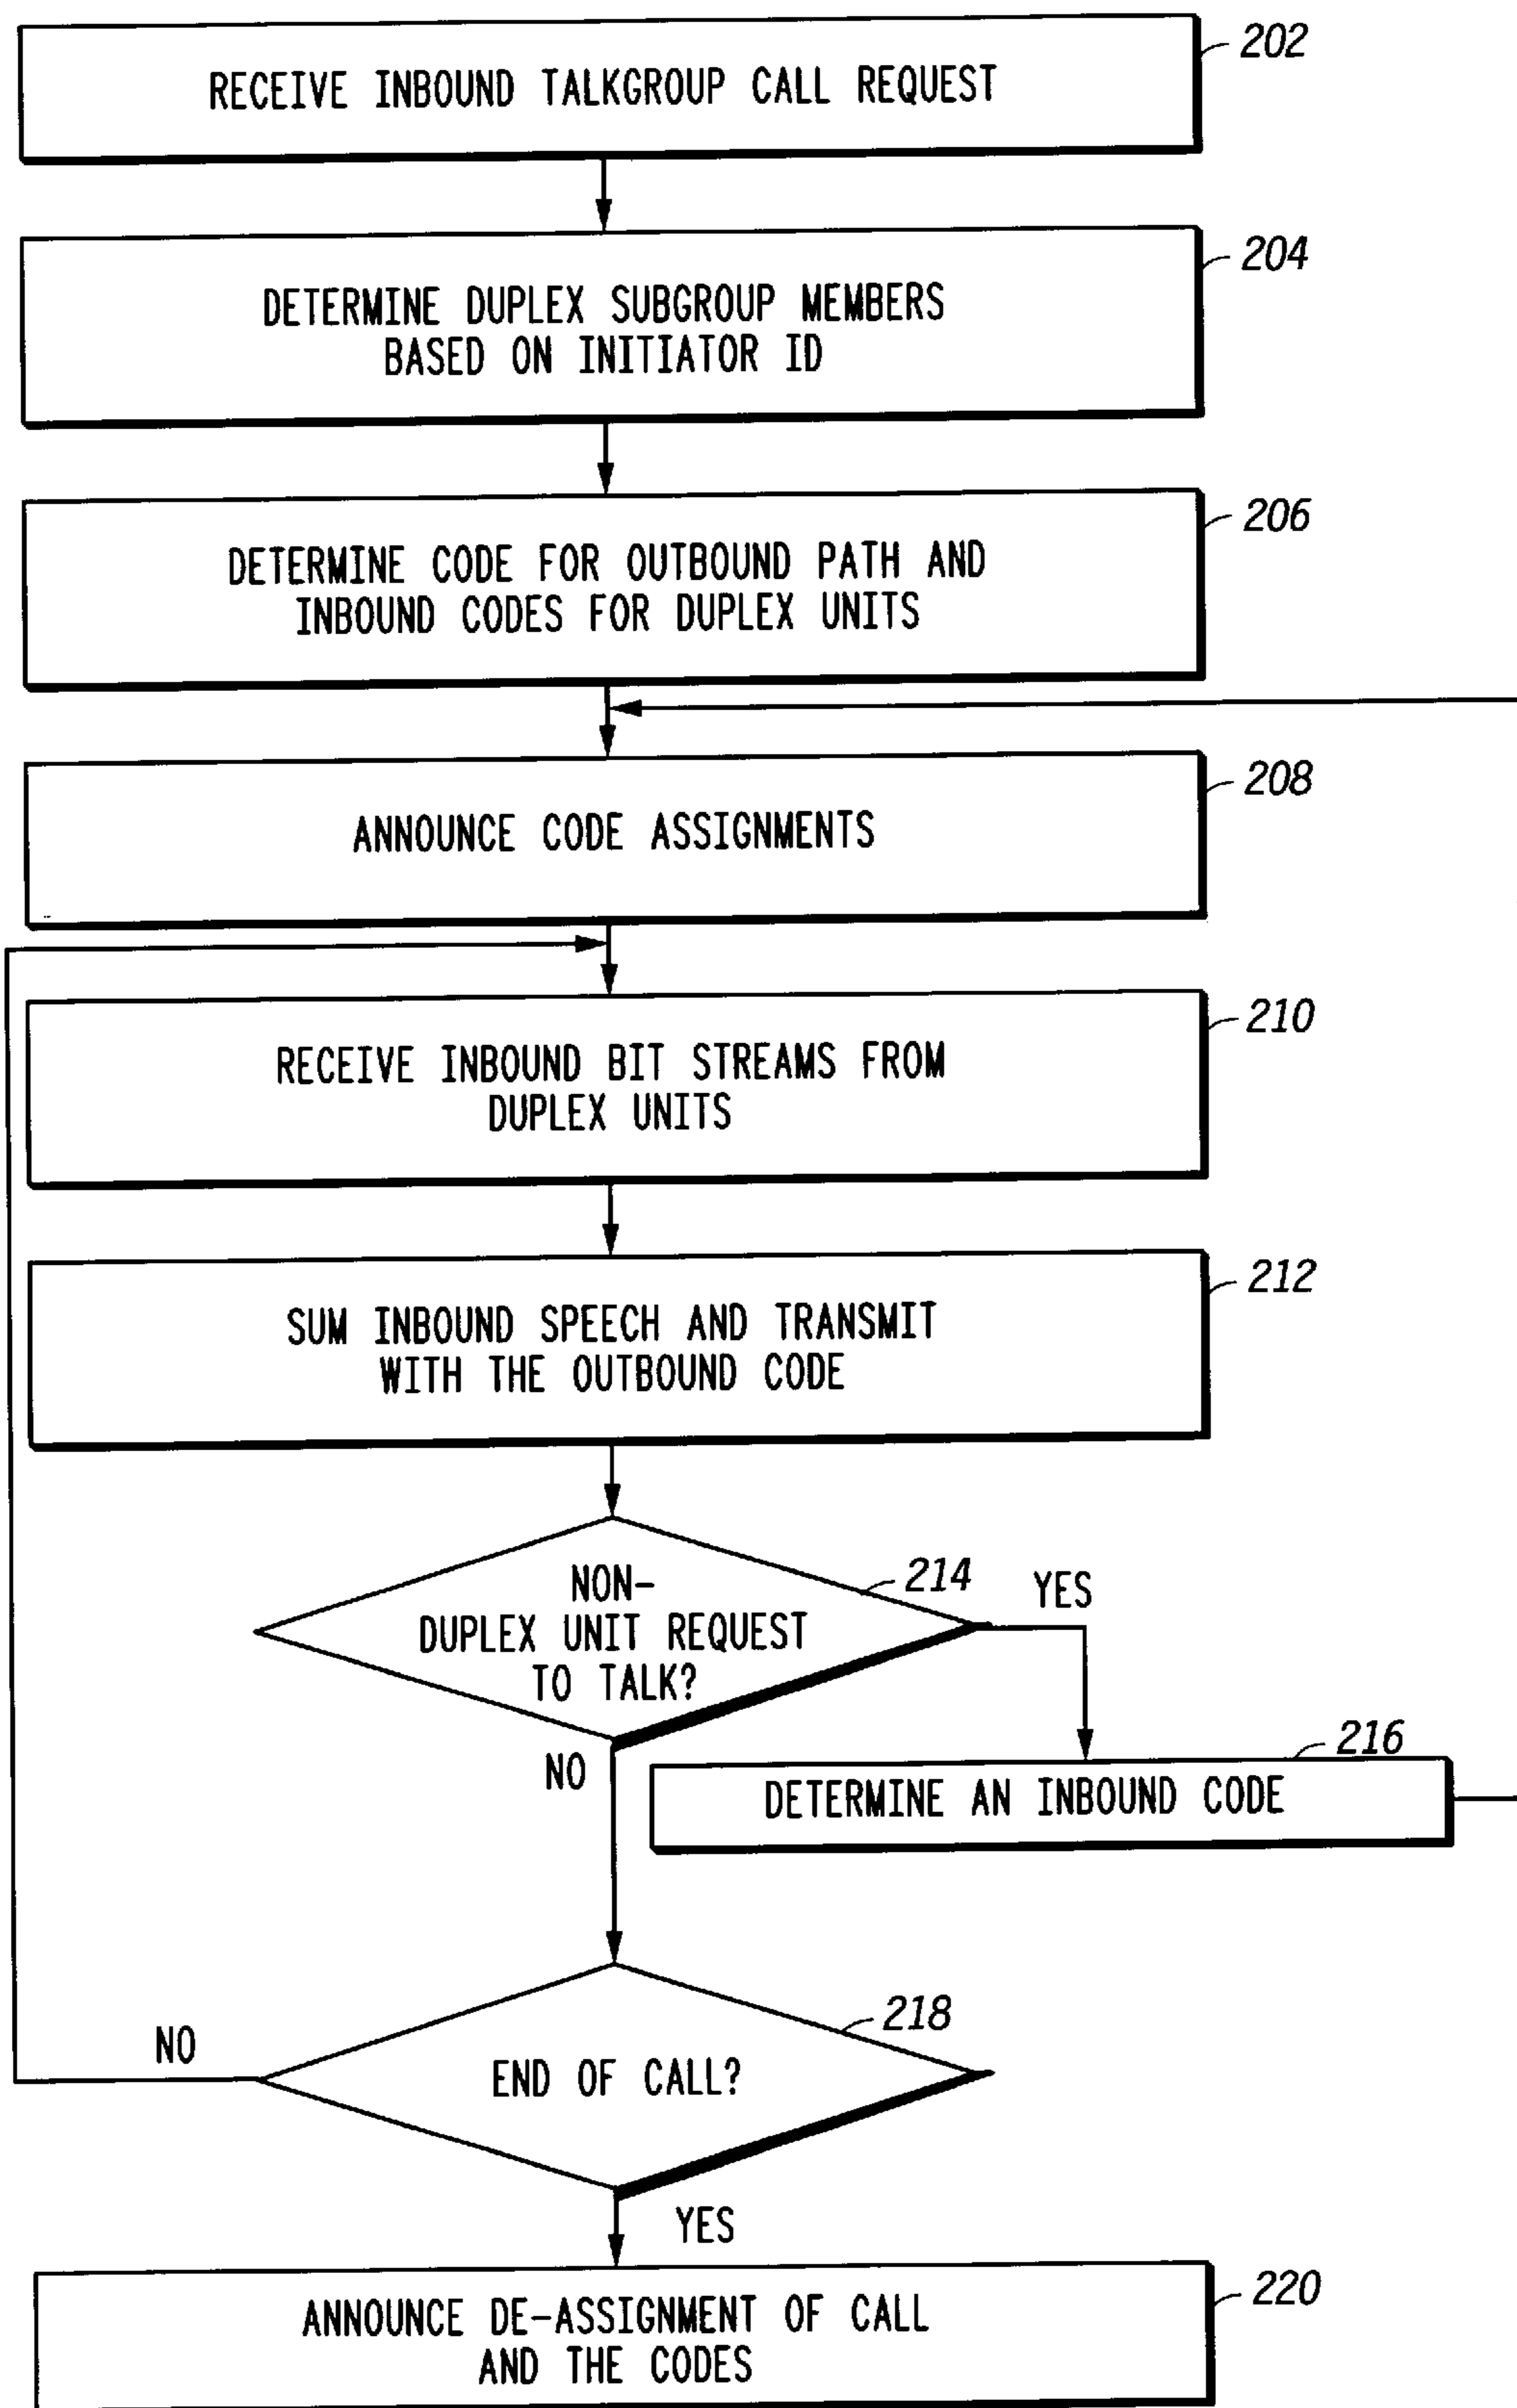 202
RECEIVE INBOUND TALKGROUP CALL REQUEST
204
DETERMINE DUPLEX SUBGROUP MEMBERS
BASED ON INITIATOR ID
206
DETERMINE CODE FOR OUTBOUND PATH AND
INBOUND CODES FOR DUPLEX UNITS
208
ANNOUNCE CODE ASSIGNMENTS
210
RECEIVE INBOUND BIT STREAMS FROM
DUPLEX UNITS
212
SUM INBOUND SPEECH AND TRANSMIT
WITH THE OUTBOUND CODE
214
YES
NON-
DUPLEX UNIT REQUEST
TO TALK?
NO
216
DETERMINE AN INBOUND CODE
218
NO
END OF CALL?
YES
220
ANNOUNCE DE-ASSIGNMENT OF CALL
AND THE CODES